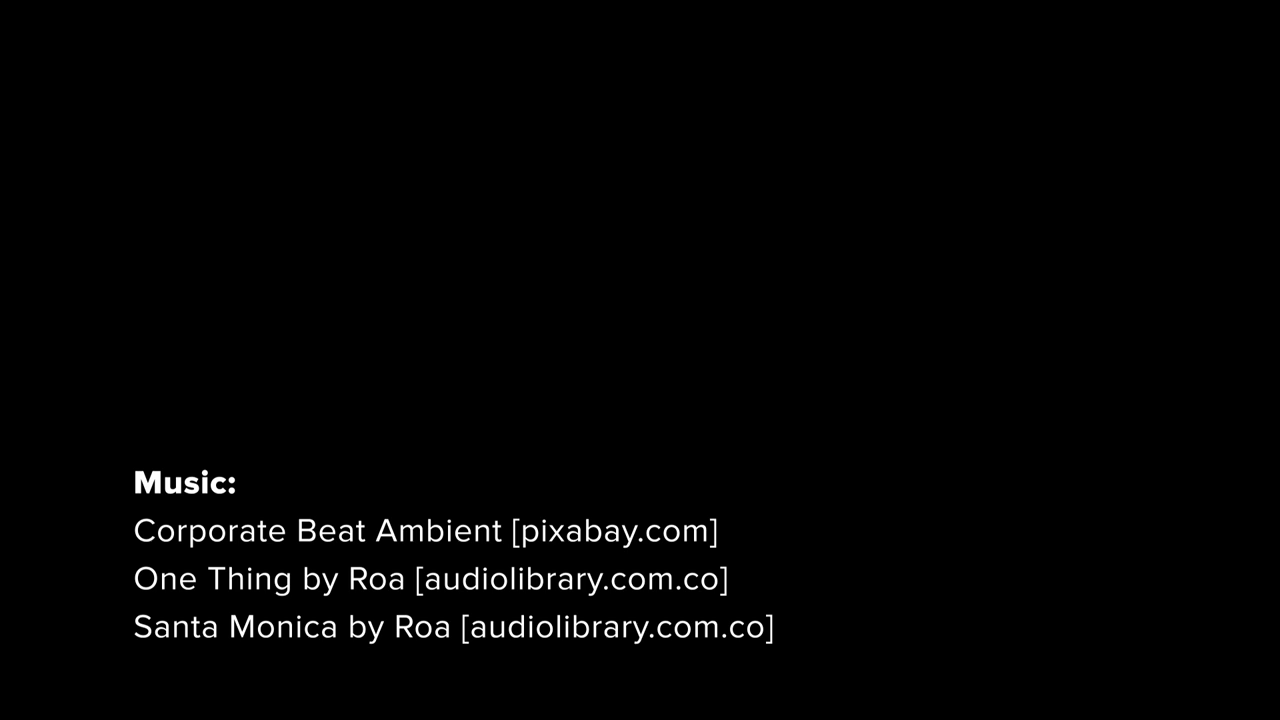 Music:
Corporate Beat Ambient [pixabay.com]
One Thing by Roa [audiolibrary.com.co]
Santa Monica by Roa [audiolibrary.com.co]